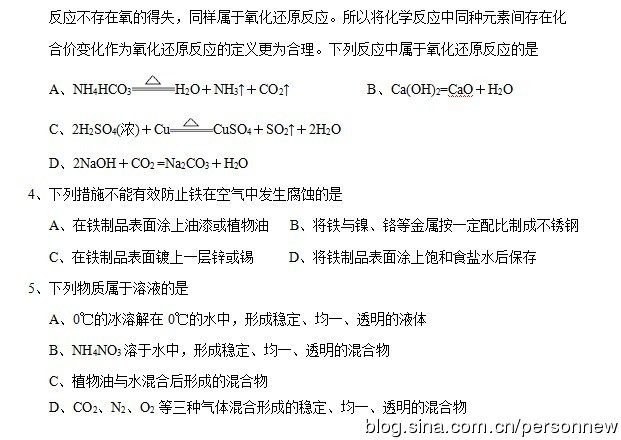 反应不存在氧的得失，同样属于氧化还原反应。所以将化学反应中同种元素间存在化
合价变化作为氧化还原反应的定义更为合理。下列反应中属于氧化还原反应的是
A、NH4HCO3══△══H2O＋NH3↑＋CO2↑ B、Ca(OH)2=CaO＋H2O
C、2H2SO4(浓)＋Cu══△══CuSO4＋SO2↑＋2H2O
D、2NaOH＋CO2 =Na2CO3＋H2O
4、下列措施不能有效防止铁在空气中发生腐蚀的是
A、在铁制品表面涂上油漆或植物油 B、将铁与镍、铬等金属按一定配比制成不锈钢
C、在铁制品表面镀上一层锌或锡 D、将铁制品表面涂上饱和食盐水后保存
5、下列物质属于溶液的是
A、0℃的冰溶解在 0℃的水中，形成稳定、均一、透明的液体
B、NH4NO3 溶于水中，形成稳定、均一、透明的混合物
C、植物油与水混合后形成的混合物
D、CO2、N2、O2 等三种气体混合形成的稳定、均一、透明的混合物
blog.sina.com.cn/personnew